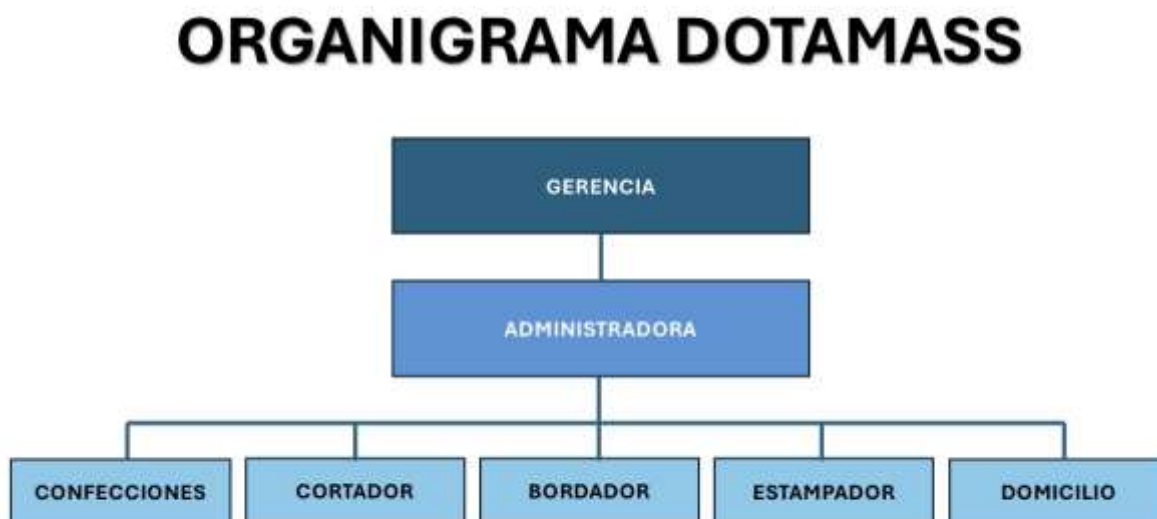 ORGANIGRAMA DOTAMASS
GERENCIA
ADMINISTRADORA
CONFECCIONES
CORTADOR
BORDADOR
ESTAMPADOR
DOMICILIO